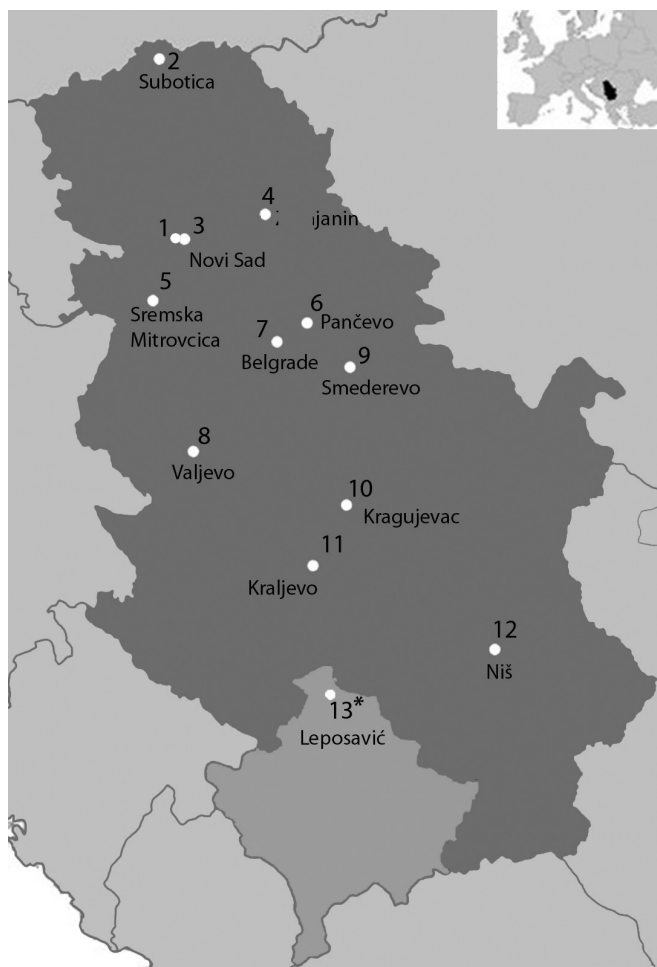 2
Subotica
4
1 3
Novi Sad
5
Sremska
Mitrovcica
6
Pančevo
7
Belgrade
9
Smederevo
8
Valjevo
10
Kragujevac
11
Kraljevo
12
Niš
13*
Leposavić